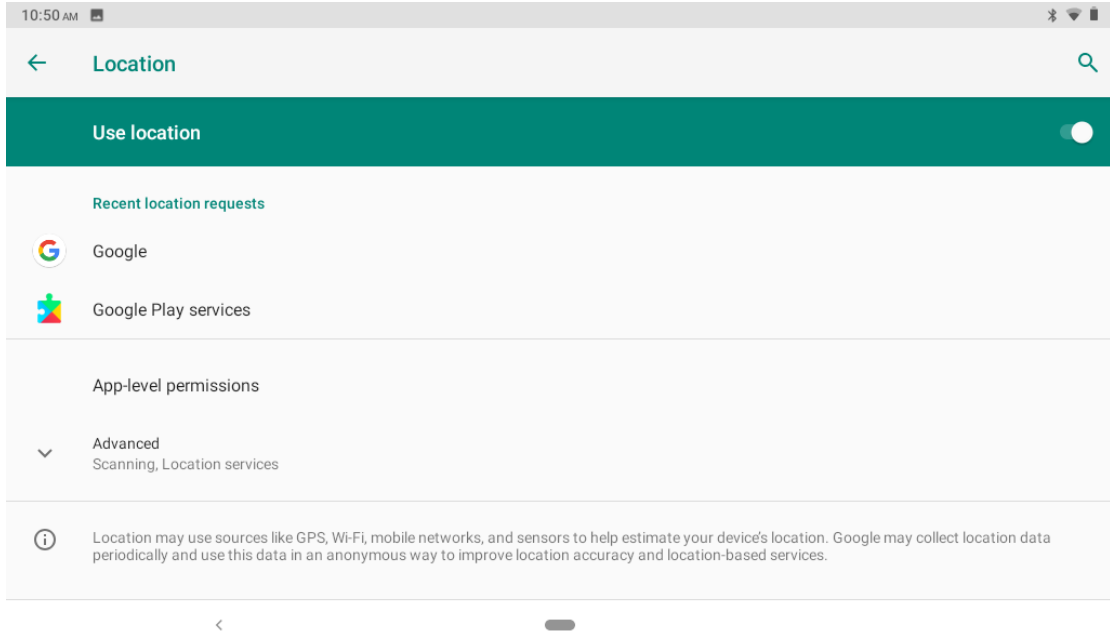 10:50 AM
Location
Use location
Recent location requests
Google
Google Play services
App-level permissions
Advanced
Scanning, Location services
Location may use sources like GPS, Wi-Fi, mobile networks, and sensors to help estimate your device's location. Google may collect location data
periodically and use this data in an anonymous way to improve location accuracy and location-based services.